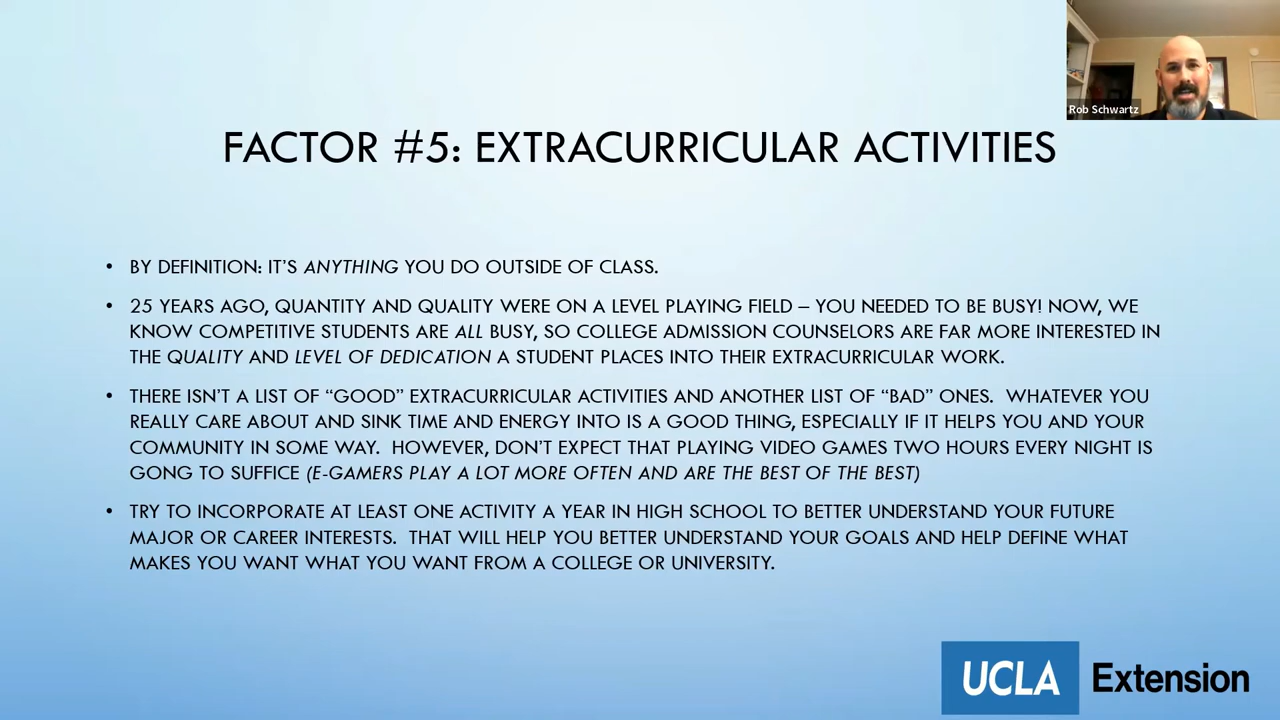 Rob Schwartz
FACTOR #5: EXTRACURRICULAR ACTIVITIES
• BY DEFINITION: IT'S ANYTHING YOU DO OUTSIDE OF CLASS.
• 25 YEARS AGO, QUANTITY AND QUALITY WERE ON A LEVEL PLAYING FIELD – YOU NEEDED TO BE BUSY! NOW, WE
KNOW COMPETITIVE STUDENTS ARE ALL BUSY, SO COLLEGE ADMISSION COUNSELORS ARE FAR MORE INTERESTED IN
THE QUALITY AND LEVEL OF DEDICATION A STUDENT PLACES INTO THEIR EXTRACURRICULAR WORK.
• THERE ISN'T A LIST OF “GOOD” EXTRACURRICULAR ACTIVITIES AND ANOTHER LIST OF “BAD” ONES.  WHATEVER YOU
REALLY CARE ABOUT AND SINK TIME AND ENERGY INTO IS A GOOD THING, ESPECIALLY IF IT HELPS YOU AND YOUR
COMMUNITY IN SOME WAY.  HOWEVER, DON'T EXPECT THAT PLAYING VIDEO GAMES TWO HOURS EVERY NIGHT IS
GONG TO SUFFICE (E-GAMERS PLAY A LOT MORE OFTEN AND ARE THE BEST OF THE BEST)
• TRY TO INCORPORATE AT LEAST ONE ACTIVITY A YEAR IN HIGH SCHOOL TO BETTER UNDERSTAND YOUR FUTURE
MAJOR OR CAREER INTERESTS.  THAT WILL HELP YOU BETTER UNDERSTAND YOUR GOALS AND HELP DEFINE WHAT
MAKES YOU WANT WHAT YOU WANT FROM A COLLEGE OR UNIVERSITY.
UCLA Extension